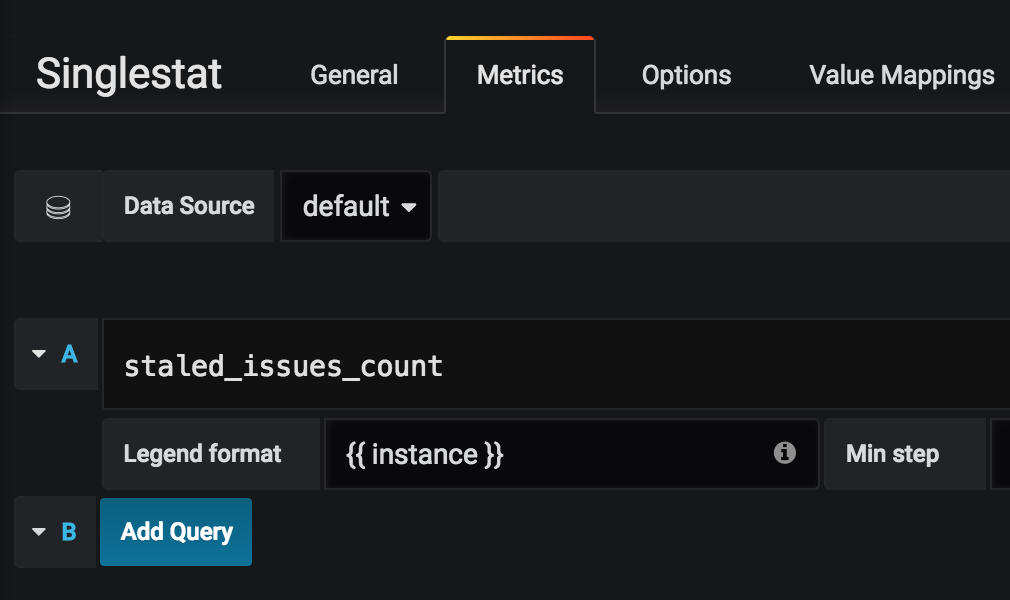 Singlestat General Metrics Options Value Mappings
Data Source default
A staled_issues_count
Legend format {{ instance }} Min step
B Add Query